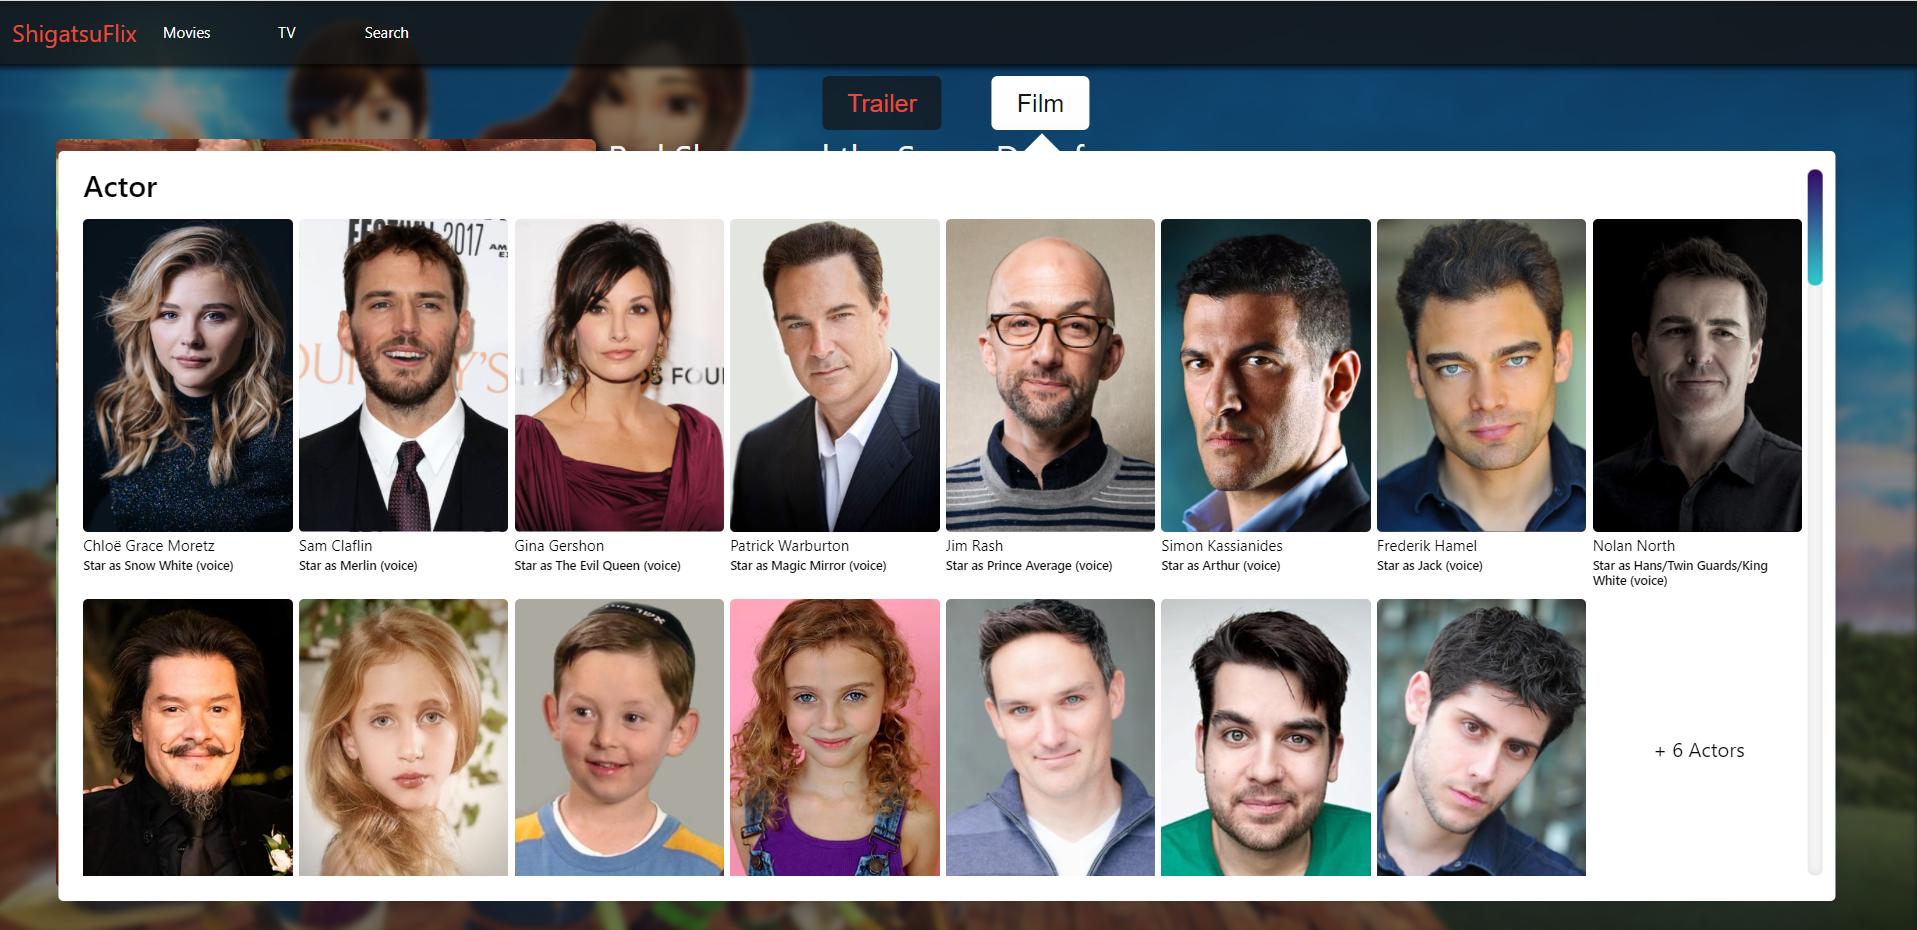 ShigatsuFlix Movies TV Search
Trailer Film
Actor
FESTIVAL 2017
Chloë Grace Moretz
Star as Snow White (voice)
Sam Claflin
Star as Merlin (voice)
Gina Gershon
Star as The Evil Queen (voice)
Patrick Warburton
Star as Magic Mirror (voice)
Jim Rash
Star as Prince Average (voice)
Simon Kassianides
Star as Arthur (voice)
Frederik Hamel
Star as Jack (voice)
Nolan North
Star as Hans/Twin Guards/King
White (voice)
+ 6 Actors